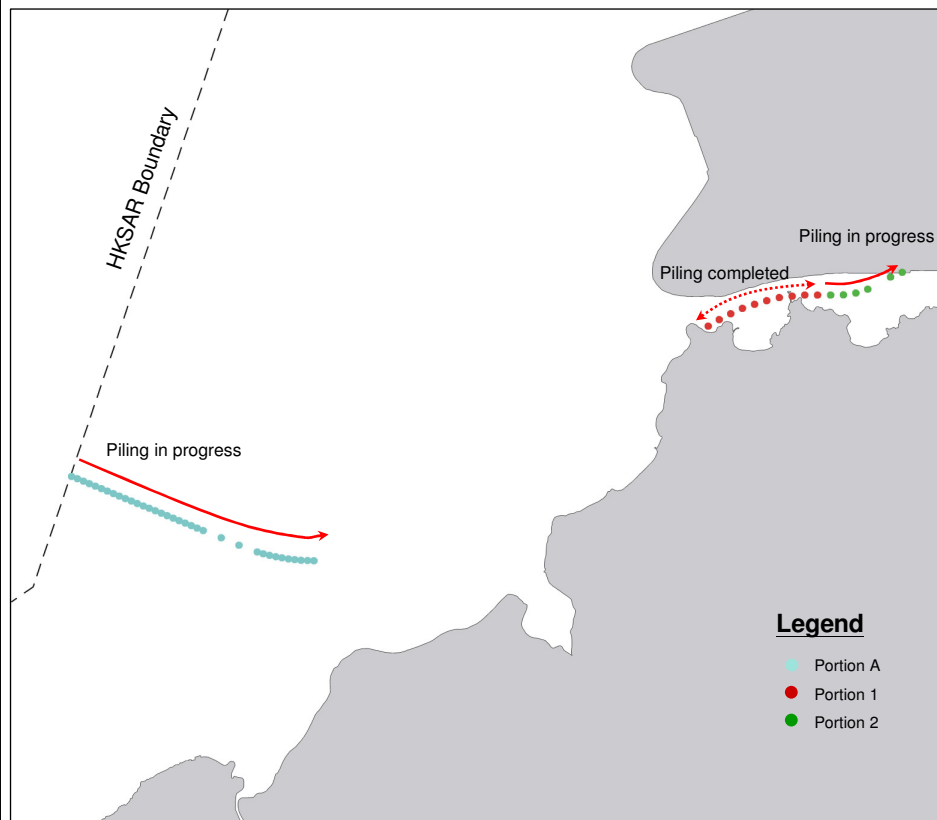 HKSAR Boundary
Piling in progress
Piling completed
Piling in progress
Legend
Portion A
Portion 1
Portion 2